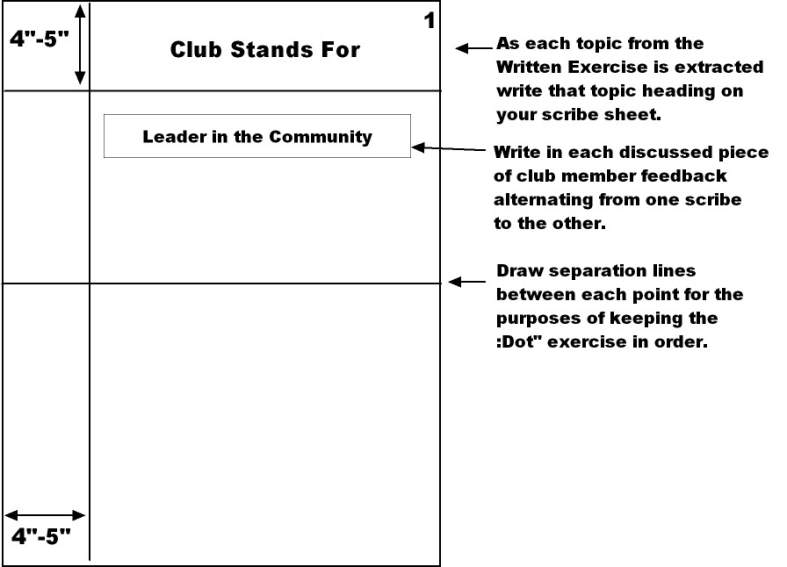 1
4"-5"
Club Stands For
As each topic from the
Written Exercise is extracted
write that topic heading on
your scribe sheet.
Leader in the Community
Write in each discussed piece
of club member feedback
alternating from one scribe
to the other.
Draw separation lines
between each point for the
purposes of keeping the
:Dot" exercise in order.
4"-5"